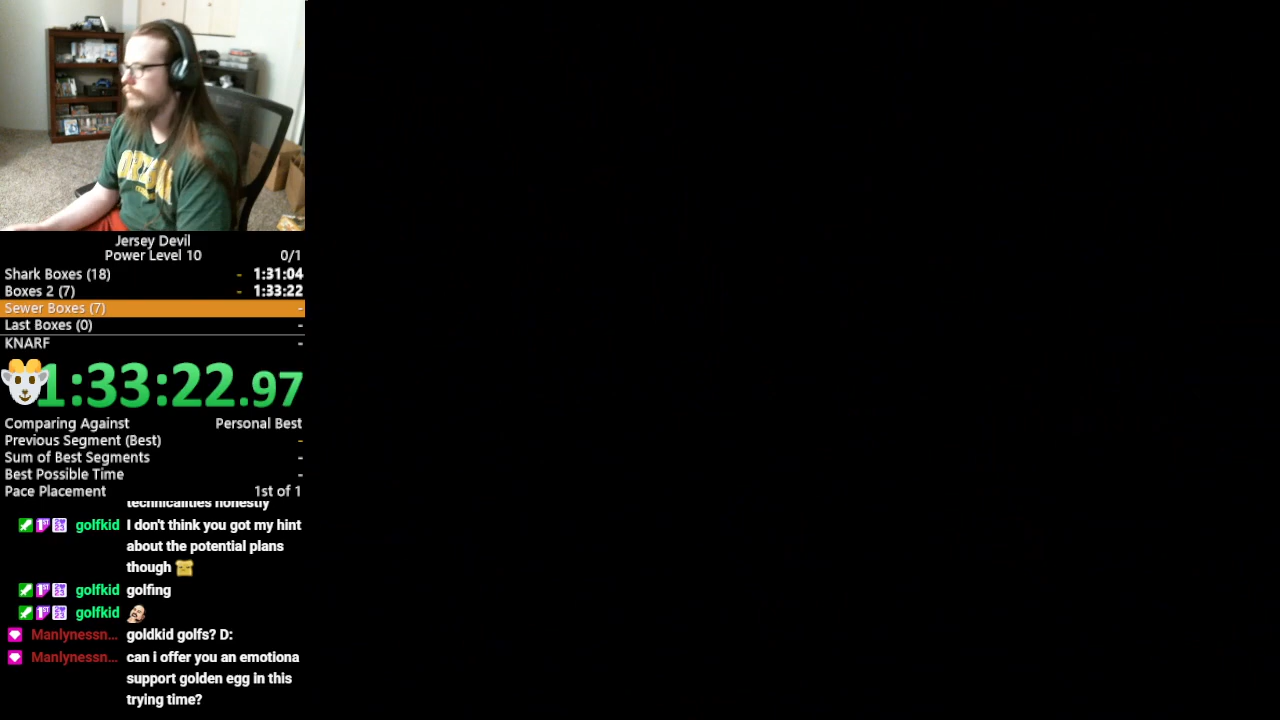 Jersey Devil
Power Level 10 0/1
Shark Boxes (18) - 1:31:04
Boxes 2 (7) - 1:33:22
Sewer Boxes (7) -
Last Boxes (0) -
KNARF -
1:33:22.97
Comparing Against Personal Best
Previous Segment (Best) -
Sum of Best Segments -
Best Possible Time -
Pace Placement 1st of 1
technicalities honestly
golfkid I don't think you got my hint
about the potential plans
though
golfkid golfing
golfkid
Manlynessn... goldkid golfs? D:
Manlynessn... can i offer you an emotiona
support golden egg in this
trying time?